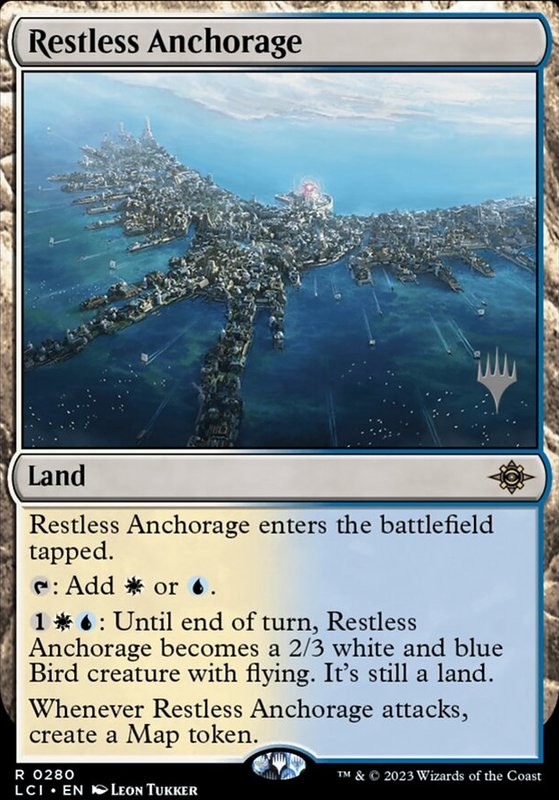 Restless Anchorage
Land
Restless Anchorage enters the battlefield
tapped.
: Add or .
1 : Until end of turn, Restless
Anchorage becomes a 2/3 white and blue
Bird creature with flying. It's still a land.
Whenever Restless Anchorage attacks,
create a Map token.
R 0280
LCI • EN Leon Tukker
™ & © 2023 Wizards of the Coast